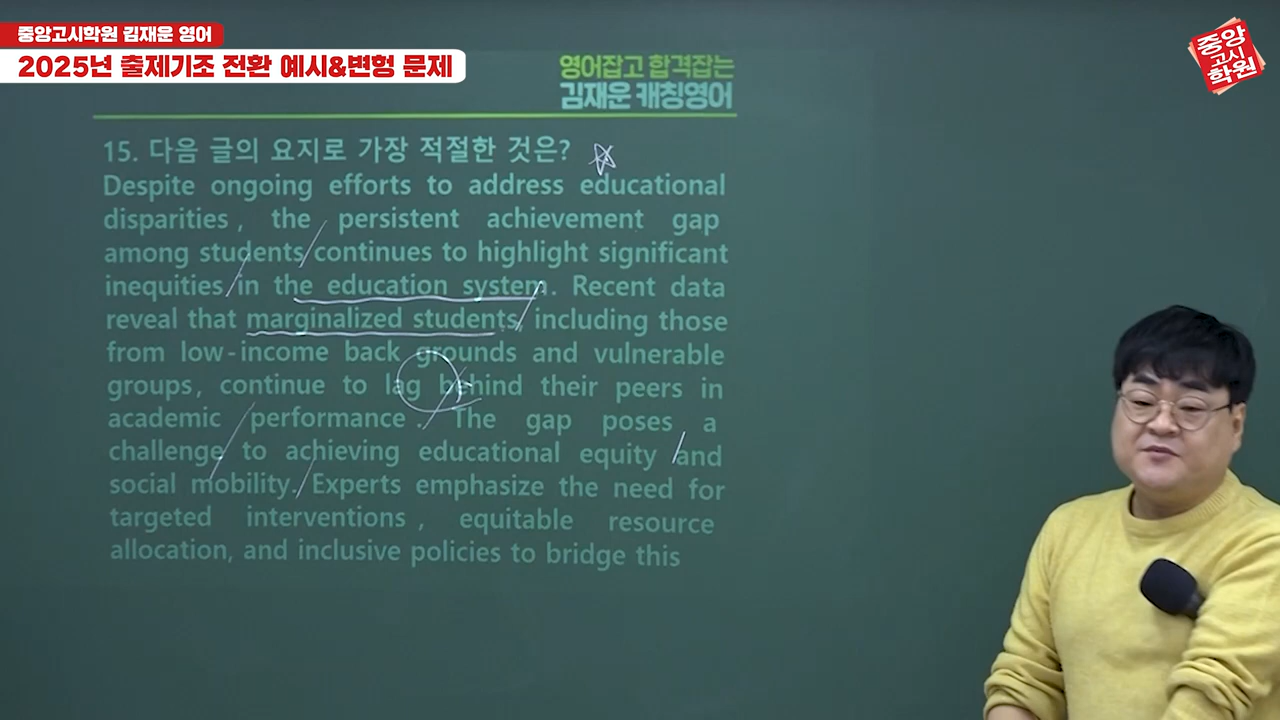 중앙고시학원 김재운 영어
2025년 출제기조 전환 예시&변형 문제
중앙
고시
학원
영어잡고 합격잡는
김재운 캐칭영어
15. 다음 글의 요지로 가장 적절한 것은?
Despite ongoing efforts to address educational
disparities, the persistent achievement gap
among students continues to highlight significant
inequities in the education system. Recent data
reveal that marginalized students, including those
from low-income back grounds and vulnerable
groups, continue to lag behind their peers in
academic performance. The gap poses a
challenge to achieving educational equity and
social mobility. Experts emphasize the need for
targeted interventions, equitable resource
allocation, and inclusive policies to bridge this